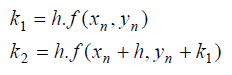 k₁ = h.f(xₙ, yₙ)
k₂ = h.f(xₙ + h, yₙ + k₁)